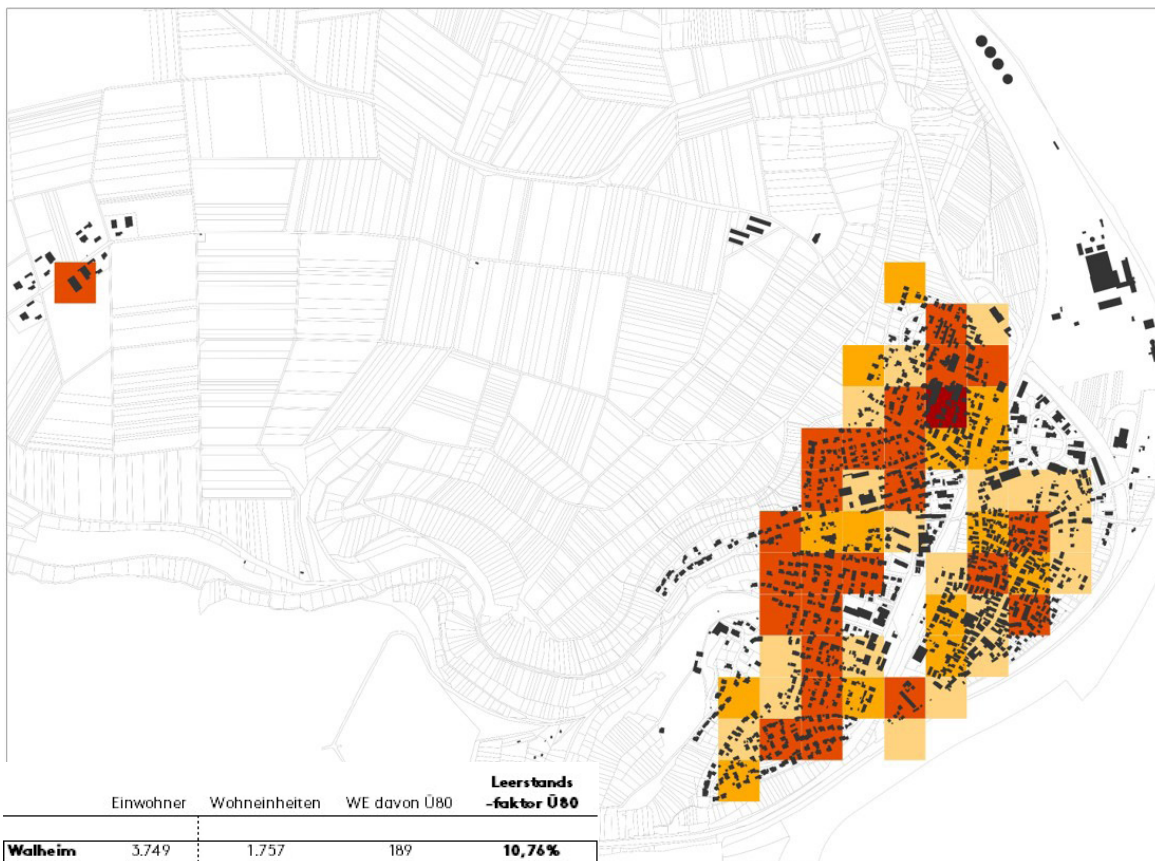 Einwohner Wohneinheiten WE davon Ü80 Leerstands
-faktor Ü80
Walheim 3.749 1.757 189 10,76%